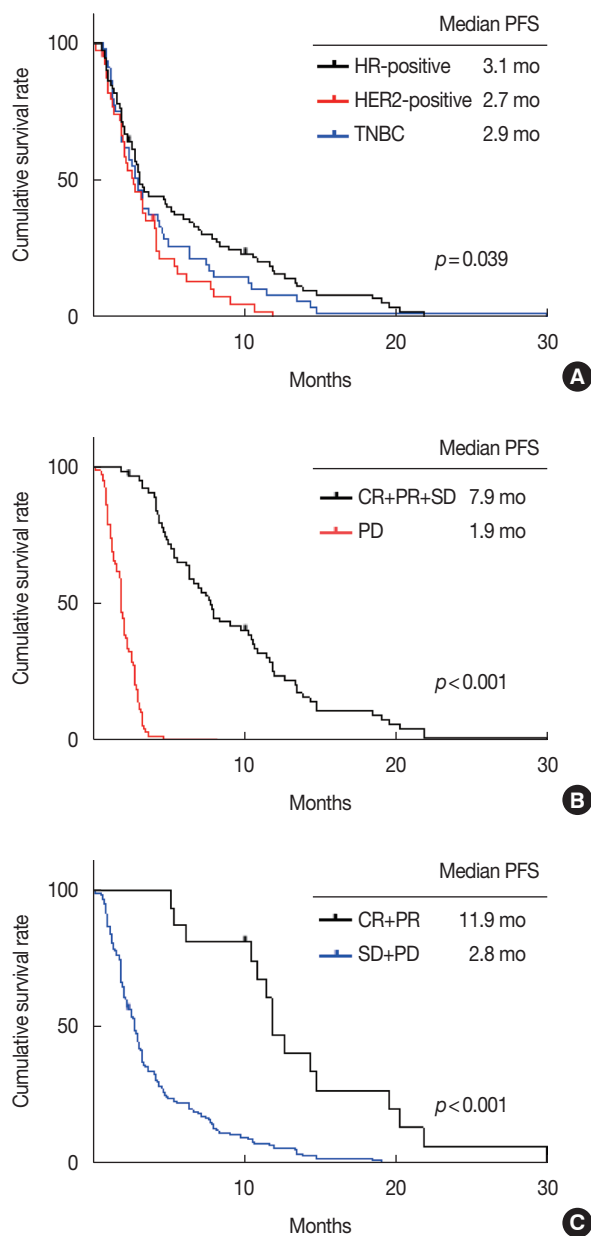 Median PFS
HR-positive 3.1 mo
HER2-positive 2.7 mo
TNBC 2.9 mo
Cumulative survival rate
100
50
0
p=0.039
10 20 30
Months
A
Median PFS
CR+PR+SD 7.9 mo
PD 1.9 mo
Cumulative survival rate
100
50
0
p<0.001
10 20 30
Months
B
Median PFS
CR+PR 11.9 mo
SD+PD 2.8 mo
Cumulative survival rate
100
50
0
p<0.001
10 20 30
Months
C